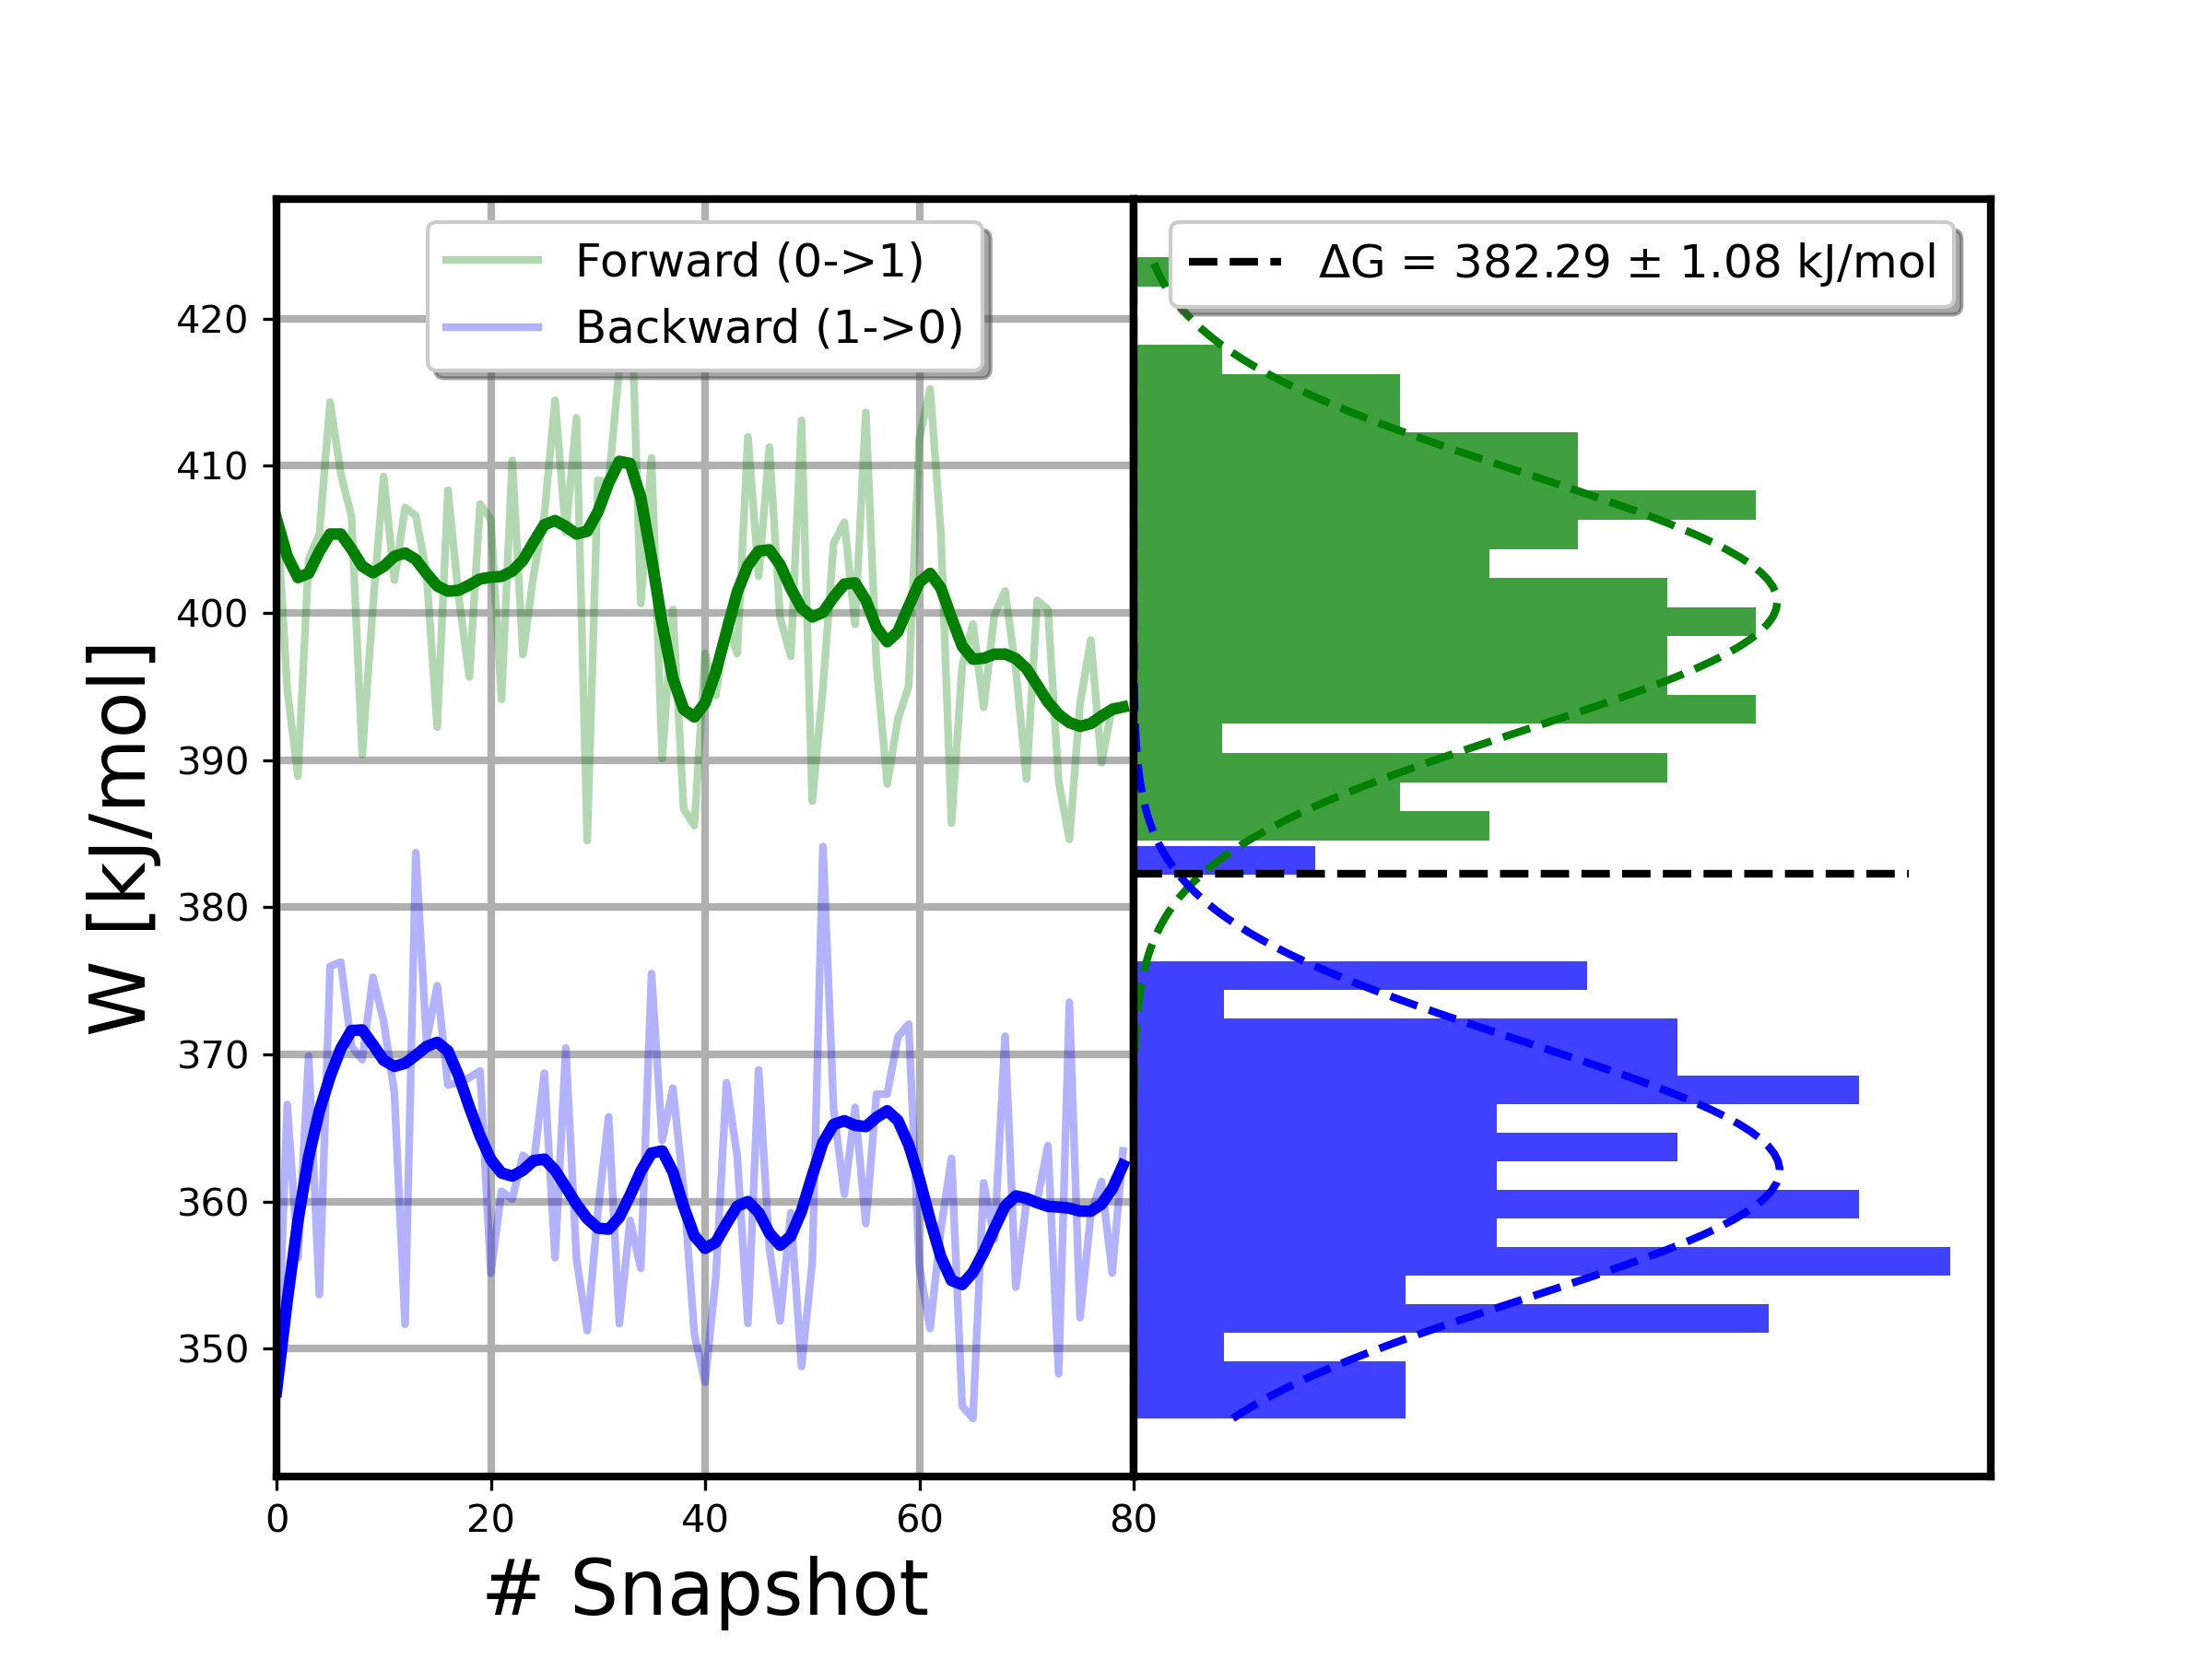 Forward (0->1)
Backward (1->0)
ΔG = 382.29 ± 1.08 kJ/mol
W [kJ/mol]
420
410
400
390
380
370
360
350
0 20 40 60 80
# Snapshot